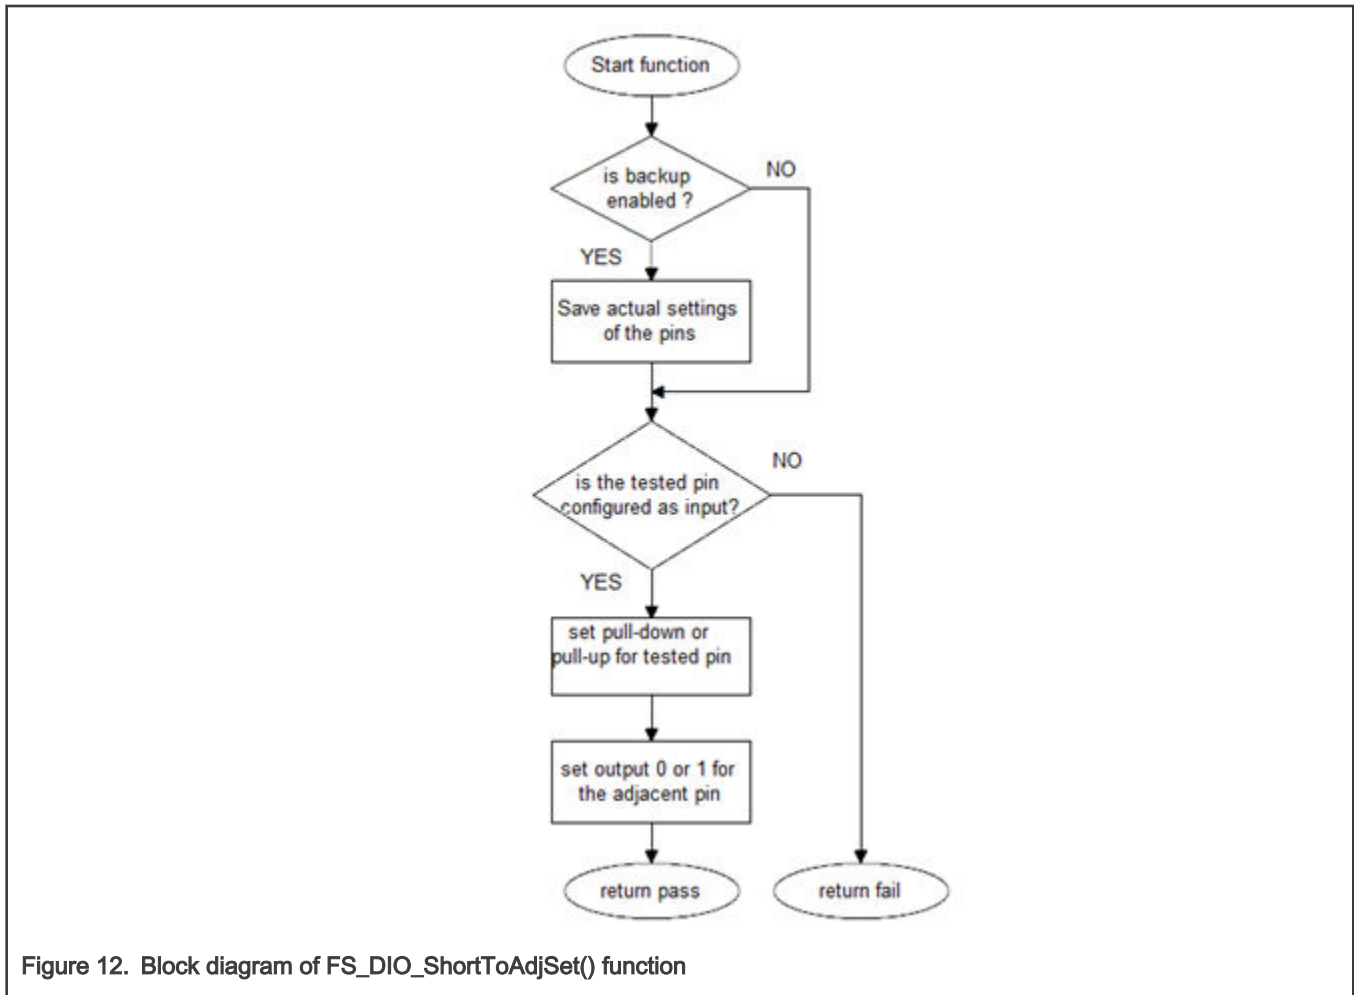 Start function
is backup
enabled ?
NO
YES
Save actual settings
of the pins
is the tested pin
configured as input?
NO
YES
set pull-down or
pull-up for tested pin
set output 0 or 1 for
the adjacent pin
return pass
return fail
Figure 12. Block diagram of FS_DIO_ShortToAdjSet() function